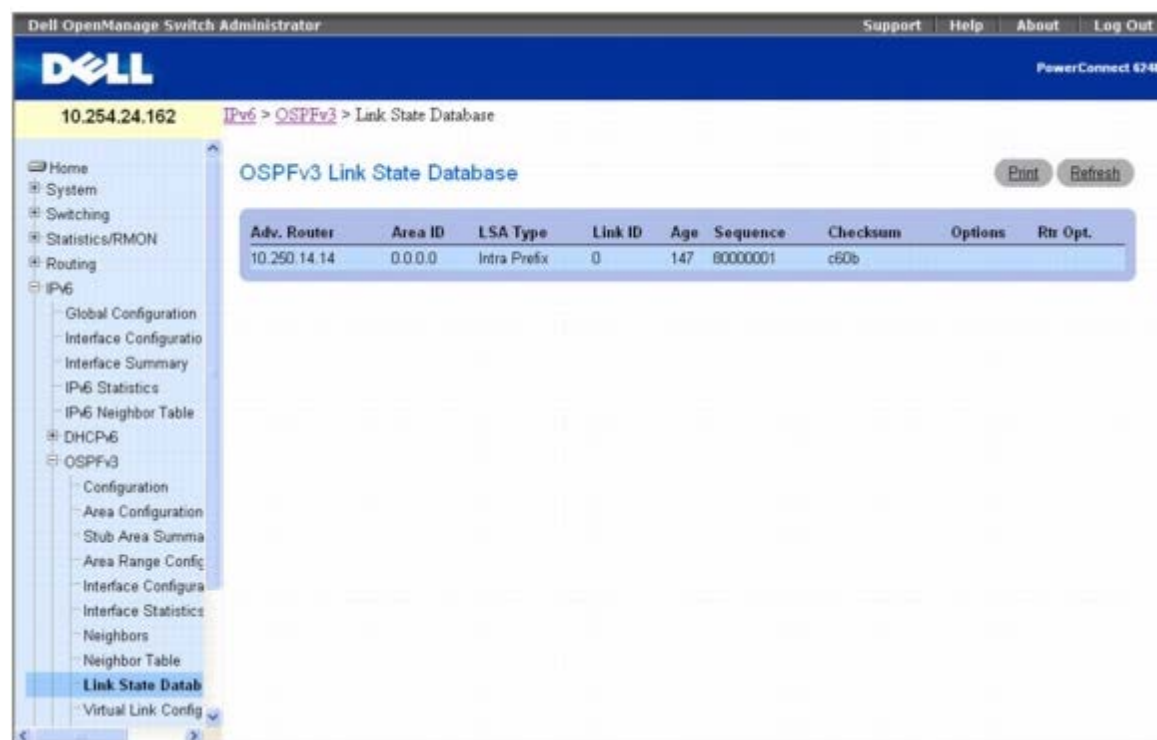 Dell OpenManage Switch Administrator
Support Help About Log Out
DELL
PowerConnect 6248
10.254.24.162
IPv6 > OSPFv3 > Link State Database
Home
System
Switching
Statistics/RMON
Routing
IPv6
Global Configuration
Interface Configuratio
Interface Summary
IPv6 Statistics
IPv6 Neighbor Table
DHCPv6
OSPFv3
Configuration
Area Configuration
Stub Area Summa
Area Range Config
Interface Configura
Interface Statistics
Neighbors
Neighbor Table
Link State Datab
Virtual Link Config
OSPFv3 Link State Database
Print Refresh
Adv. Router Area ID LSA Type Link ID Age Sequence Checksum Options Rtr Opt.
10.250.14.14 0.0.0.0 Intra Prefix 0 147 80000001 c60b